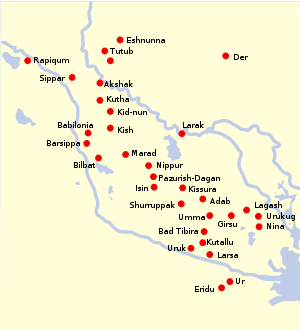 Eshnunna
Tutub
Der
Rapiqum
Sippar
Akshak
Kutha
Kid-nun
Babilonia
Kish
Larak
Barsippa
Bilbat
Marad
Nippur
Pazurish-Dagan
Isin
Kissura
Adab
Shurruppak
Lagash
Umma
Urukug
Girsu
Nina
Bad Tibira
Kutallu
Uruk
Larsa
Ur
Eridu